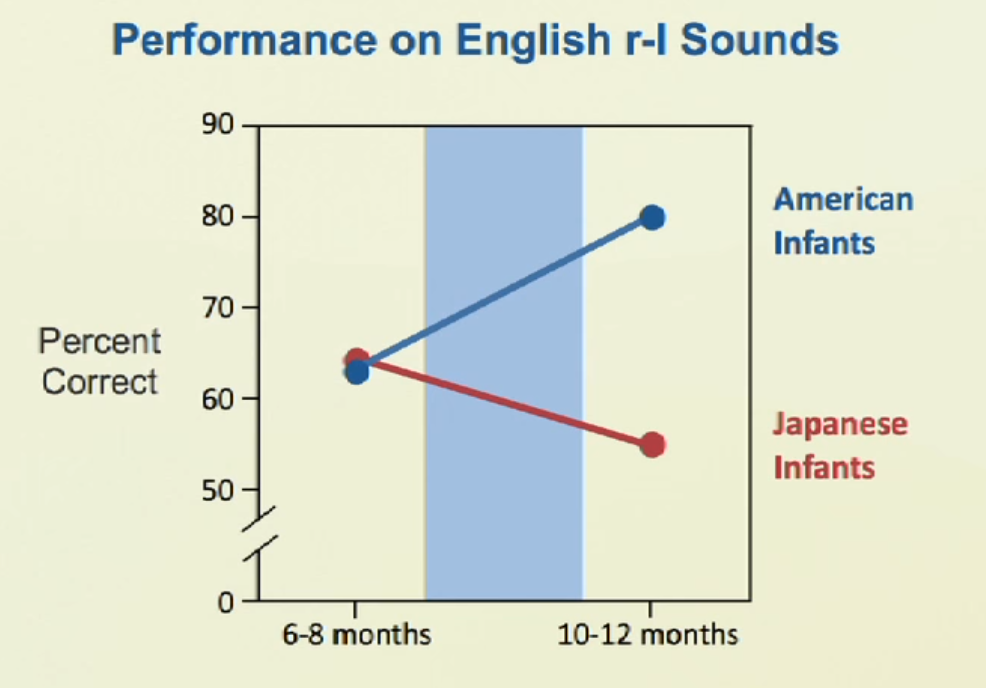 Performance on English r-l Sounds
90
80
70
60
50
0
Percent
Correct
American
Infants
Japanese
Infants
6-8 months
10-12 months